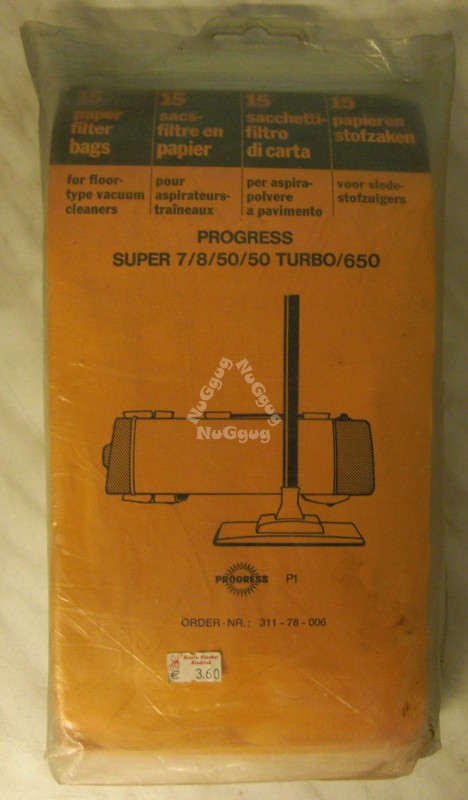 15
paper
filter
bags
15
sacs-
filtre en
papier
15
sacchetti-
filtro
di carta
15
papieren
stofzaken
for floor-
type vacuum
cleaners
pour
aspirateurs-
traîneaux
per aspira-
polvere
a pavimento
voor slede-
stofzuigers
PROGRESS
SUPER 7/8/50/50 TURBO/650
NuGgug
NuGgug
NuGgug
PROGRESS P1
ORDER-NR.: 311-78-006
€ 3.60